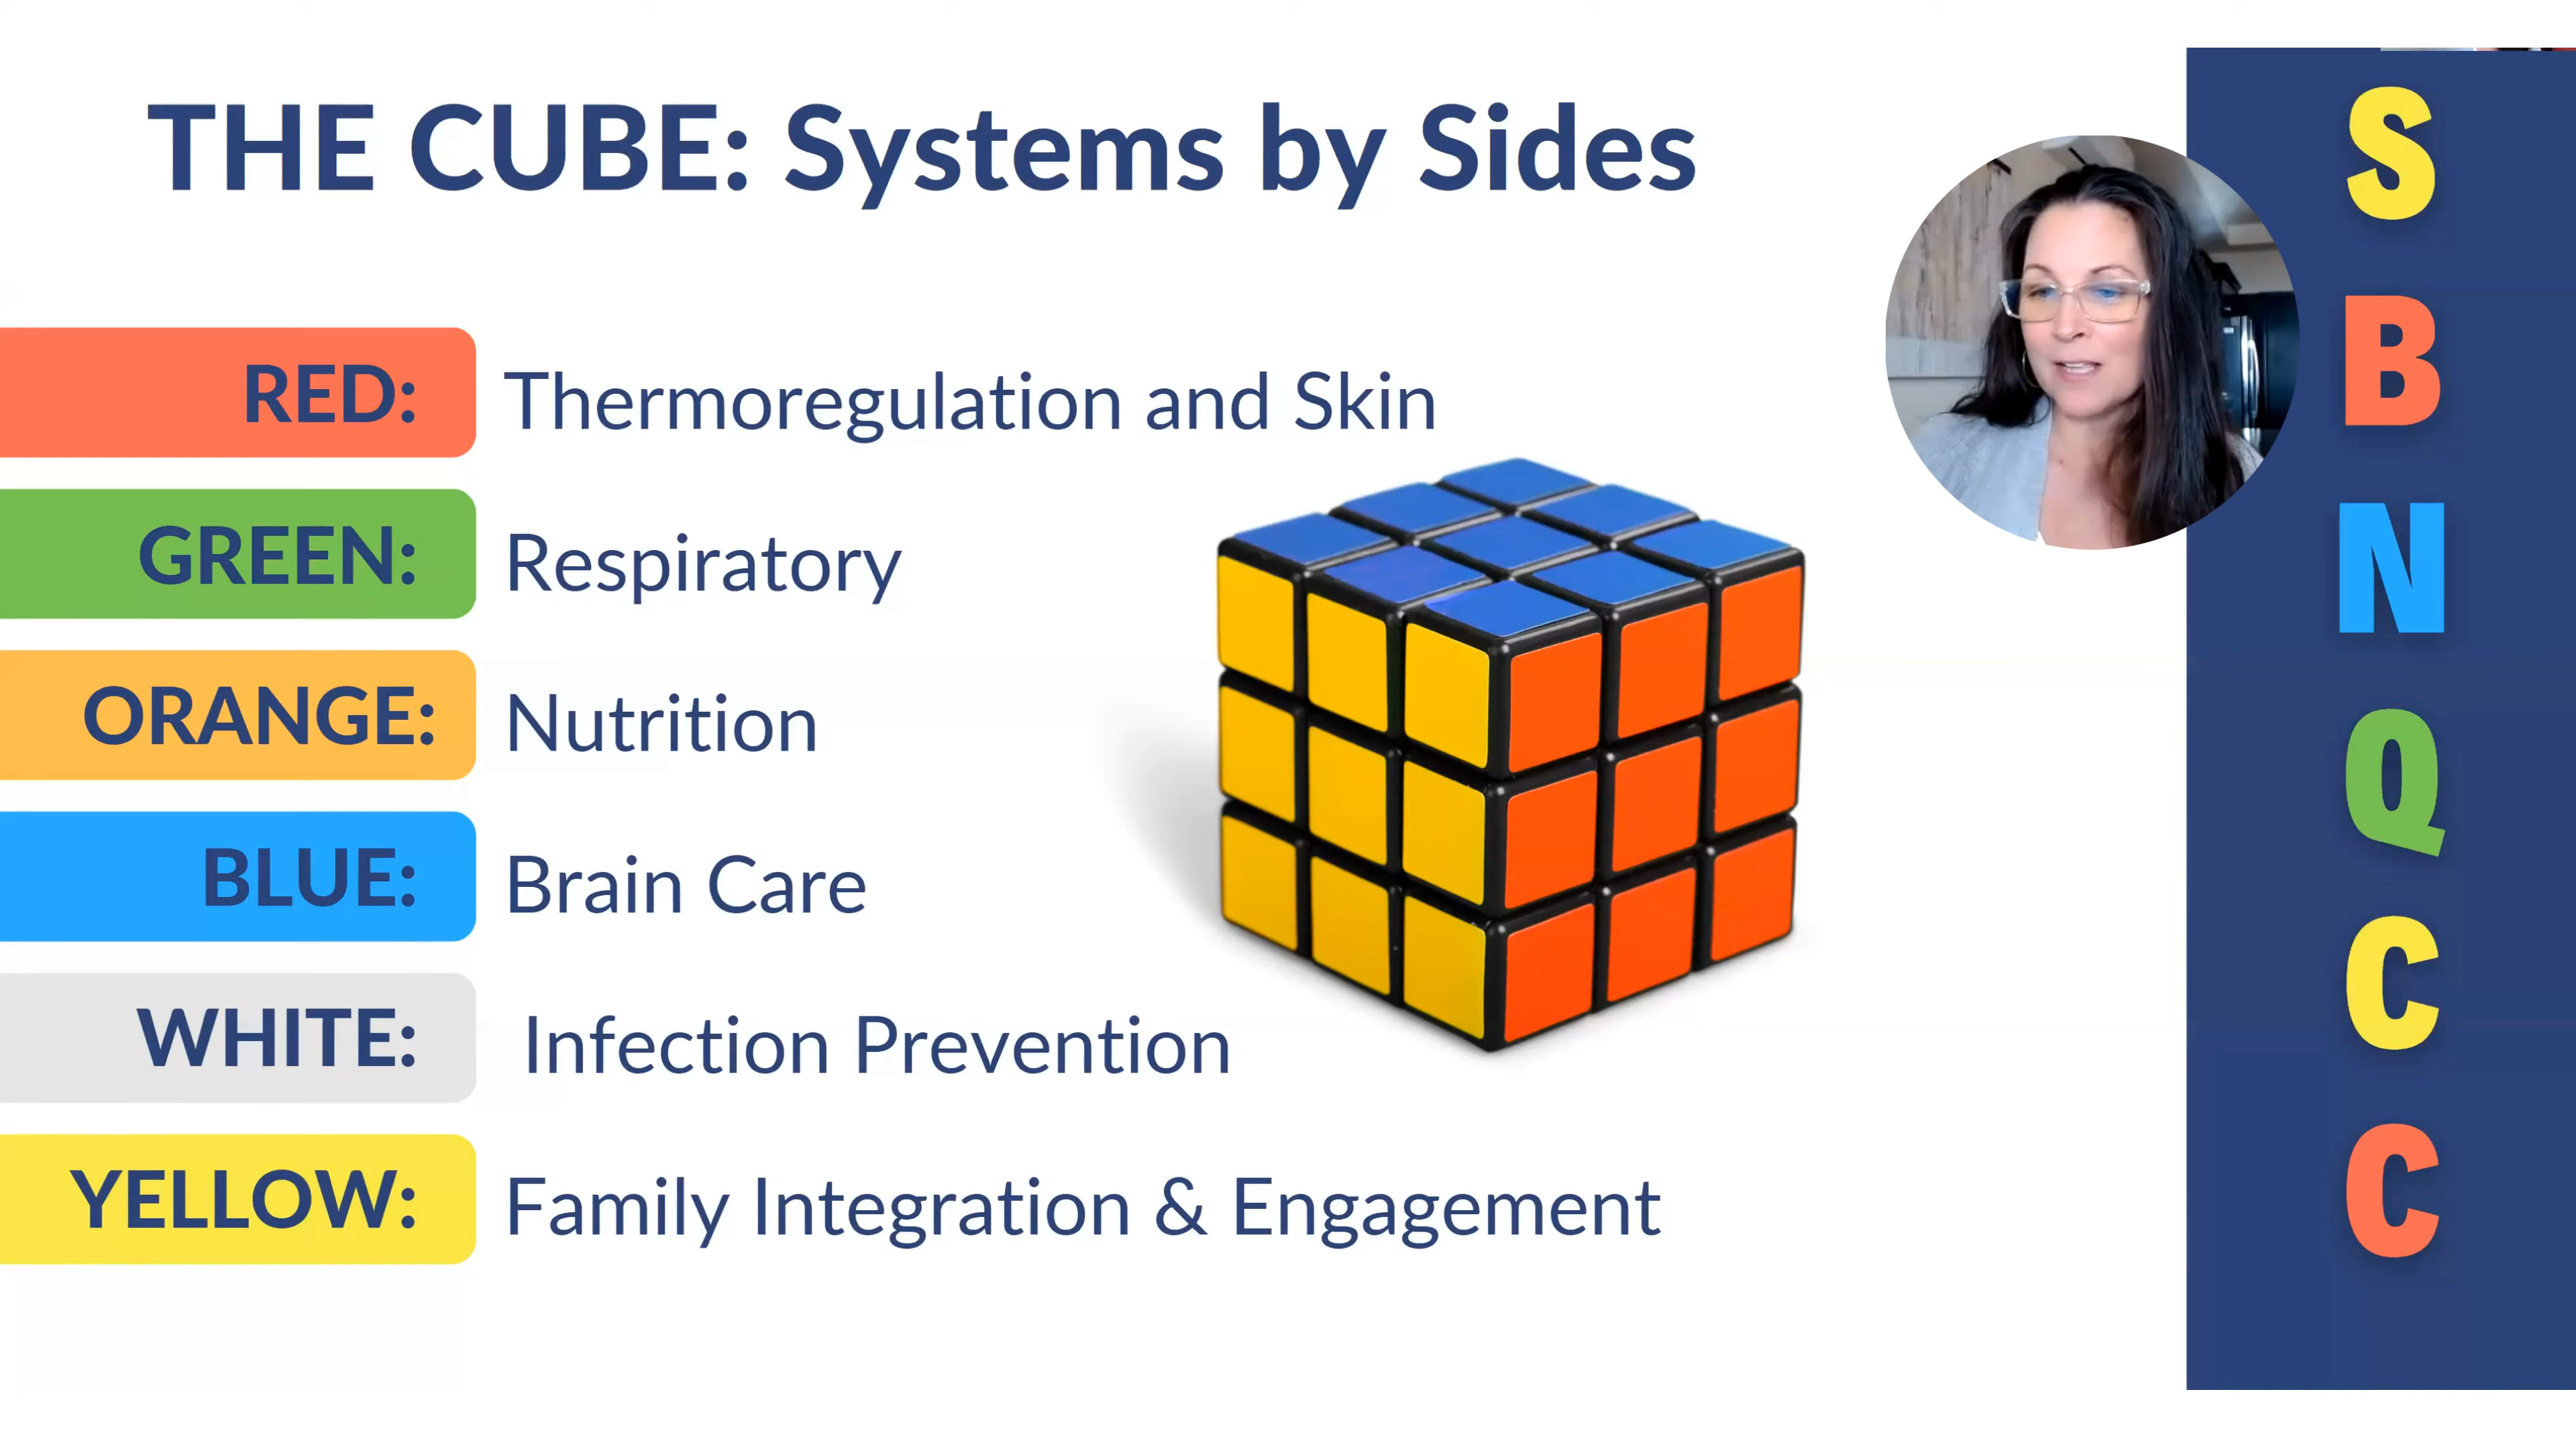 THE CUBE: Systems by Sides
RED: Thermoregulation and Skin
GREEN: Respiratory
ORANGE: Nutrition
BLUE: Brain Care
WHITE: Infection Prevention
YELLOW: Family Integration & Engagement
S
B
N
Q
C
C